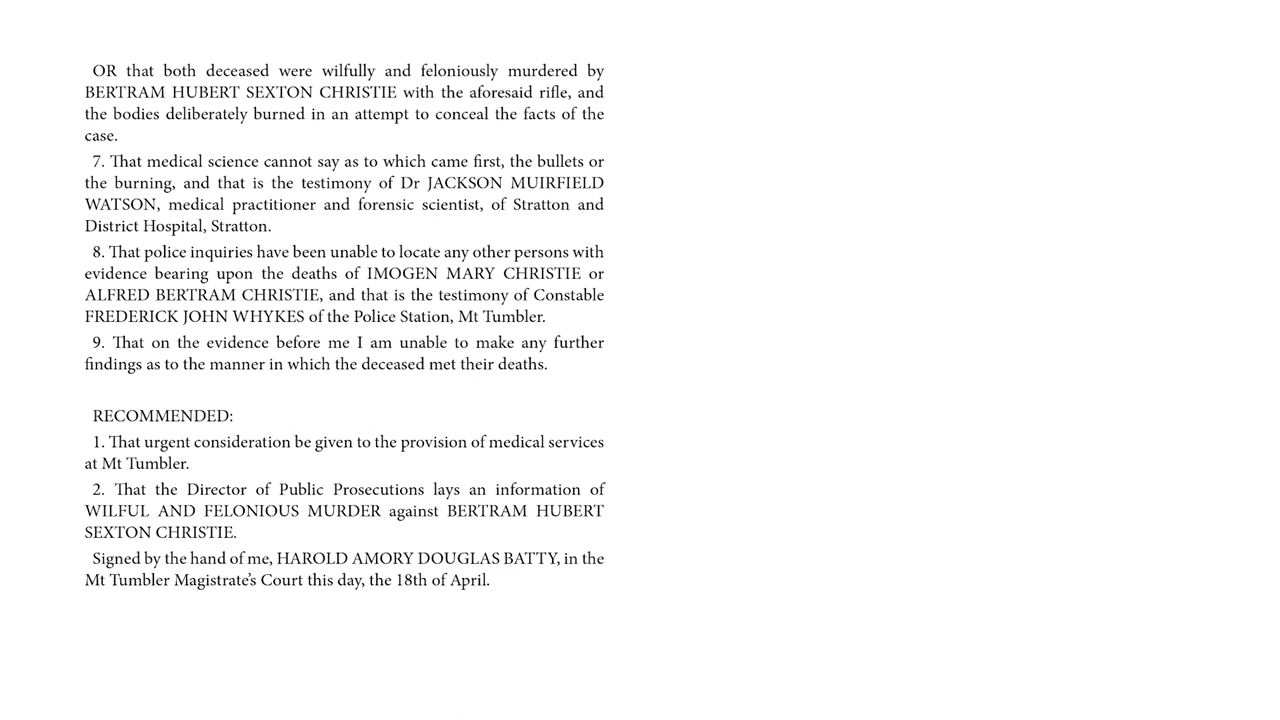 OR that both deceased were wilfully and feloniously murdered by
BERTRAM HUBERT SEXTON CHRISTIE with the aforesaid rifle, and
the bodies deliberately burned in an attempt to conceal the facts of the
case.
7. That medical science cannot say as to which came first, the bullets or
the burning, and that is the testimony of Dr JACKSON MUIRFIELD
WATSON, medical practitioner and forensic scientist, of Stratton and
District Hospital, Stratton.
8. That police inquiries have been unable to locate any other persons with
evidence bearing upon the deaths of IMOGEN MARY CHRISTIE or
ALFRED BERTRAM CHRISTIE, and that is the testimony of Constable
FREDERICK JOHN WHYKES of the Police Station, Mt Tumbler.
9. That on the evidence before me I am unable to make any further
findings as to the manner in which the deceased met their deaths.
RECOMMENDED:
1. That urgent consideration be given to the provision of medical services
at Mt Tumbler.
2. That the Director of Public Prosecutions lays an information of
WILFUL AND FELONIOUS MURDER against BERTRAM HUBERT
SEXTON CHRISTIE.
Signed by the hand of me, HAROLD AMORY DOUGLAS BATTY, in the
Mt Tumbler Magistrate’s Court this day, the 18th of April.